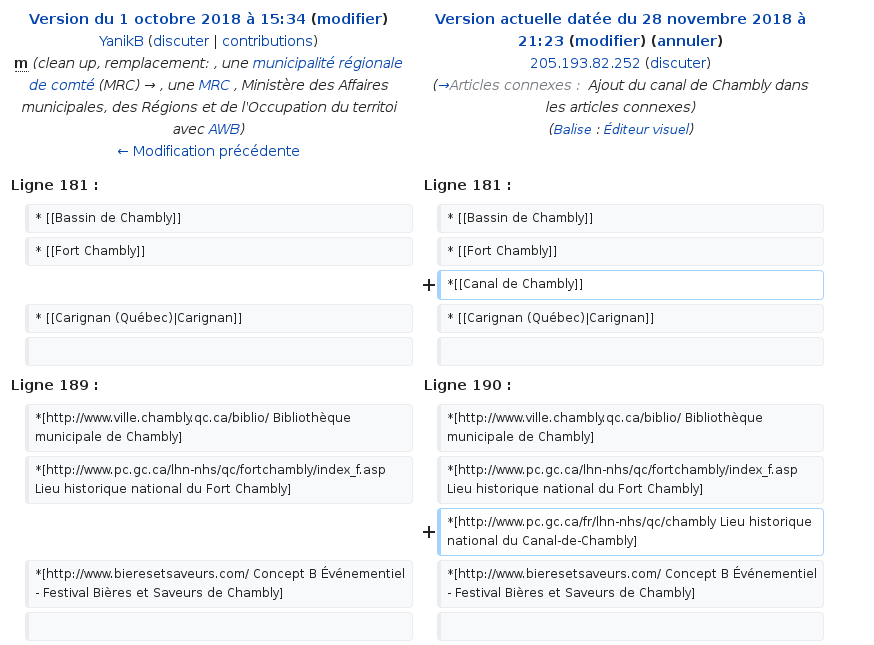 Version du 1 octobre 2018 à 15:34 (modifier)
YanikB (discuter | contributions)
m (clean up, remplacement: , une municipalité régionale
de comté (MRC) → , une MRC , Ministère des Affaires
municipales, des Régions et de l'Occupation du territoi
avec AWB)
← Modification précédente
Version actuelle datée du 28 novembre 2018 à
21:23 (modifier) (annuler)
205.193.82.252 (discuter)
(→Articles connexes : Ajout du canal de Chambly dans
les articles connexes)
(Balise : Éditeur visuel)
Ligne 181 :
Ligne 181 :
* [[Bassin de Chambly]]
* [[Bassin de Chambly]]
* [[Fort Chambly]]
* [[Fort Chambly]]
+ *[[Canal de Chambly]]
* [[Carignan (Québec)|Carignan]]
* [[Carignan (Québec)|Carignan]]
Ligne 189 :
Ligne 190 :
*[http://www.ville.chambly.qc.ca/biblio/ Bibliothèque
municipale de Chambly]
*[http://www.ville.chambly.qc.ca/biblio/ Bibliothèque
municipale de Chambly]
*[http://www.pc.gc.ca/lhn-nhs/qc/fortchambly/index_f.asp
Lieu historique national du Fort Chambly]
*[http://www.pc.gc.ca/lhn-nhs/qc/fortchambly/index_f.asp
Lieu historique national du Fort Chambly]
+ *[http://www.pc.gc.ca/fr/lhn-nhs/qc/chambly Lieu historique
national du Canal-de-Chambly]
*[http://www.bieresetsaveurs.com/ Concept B Événementiel
- Festival Bières et Saveurs de Chambly]
*[http://www.bieresetsaveurs.com/ Concept B Événementiel
- Festival Bières et Saveurs de Chambly]